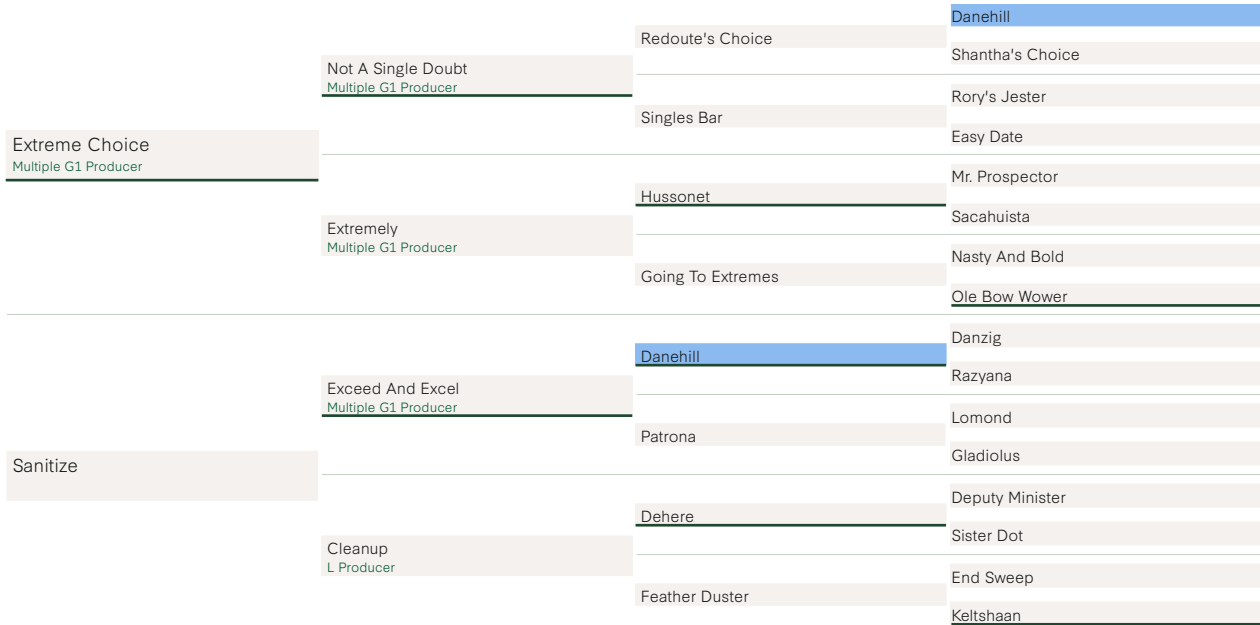 Extreme Choice
Multiple G1 Producer
Sanitize
Not A Single Doubt
Multiple G1 Producer
Extremely
Multiple G1 Producer
Exceed And Excel
Multiple G1 Producer
Cleanup
L Producer
Redoute's Choice
Singles Bar
Hussonet
Going To Extremes
Danehill
Patrona
Dehere
Feather Duster
Danehill
Shantha's Choice
Rory's Jester
Easy Date
Mr. Prospector
Sacahuista
Nasty And Bold
Ole Bow Wower
Danzig
Razyana
Lomond
Gladiolus
Deputy Minister
Sister Dot
End Sweep
Keltshaan